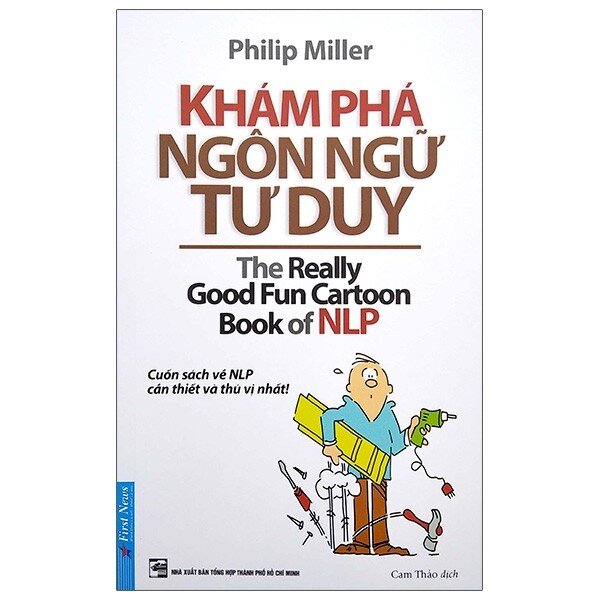 Philip Miller
KHÁM PHÁ
NGÔN NGỮ
TƯ DUY
The Really
Good Fun Cartoon
Book of NLP
Cuốn sách về NLP
cần thiết và thú vị nhất!
First News
NHÀ XUẤT BẢN TỔNG HỢP THÀNH PHỐ HỒ CHÍ MINH
Cam Thảo dịch